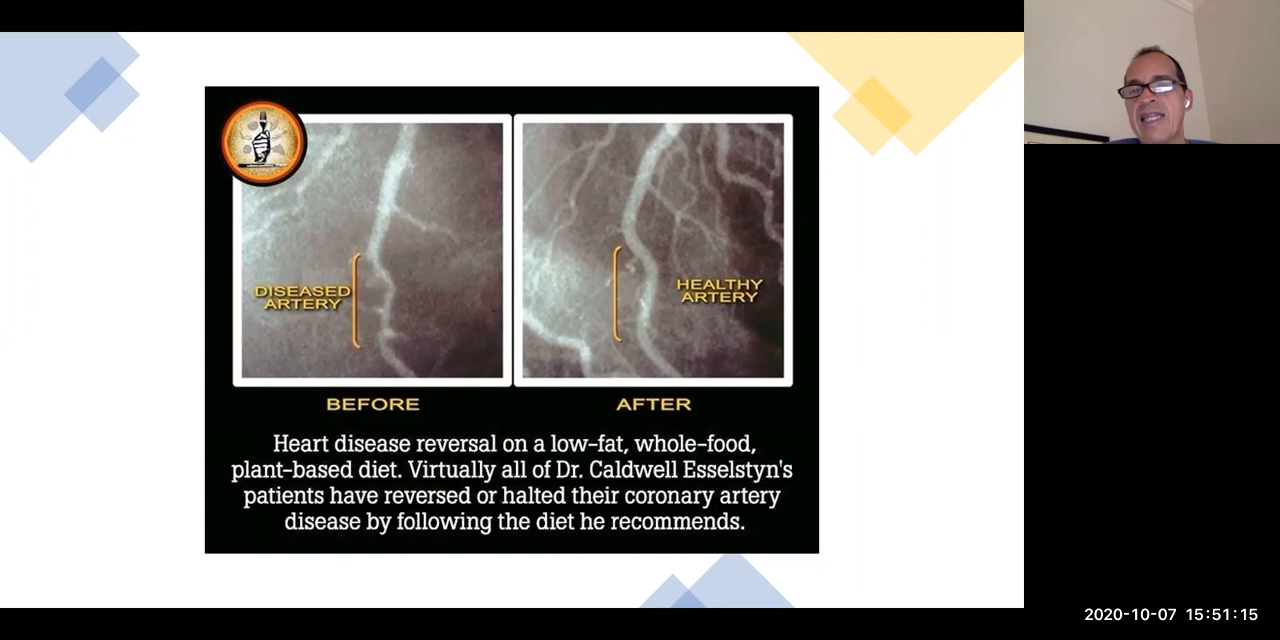 DISEASED
ARTERY
HEALTHY
ARTERY
BEFORE
AFTER
Heart disease reversal on a low-fat, whole-food,
plant-based diet. Virtually all of Dr. Caldwell Esselstyn's
patients have reversed or halted their coronary artery
disease by following the diet he recommends.
2020-10-07 15:51:15